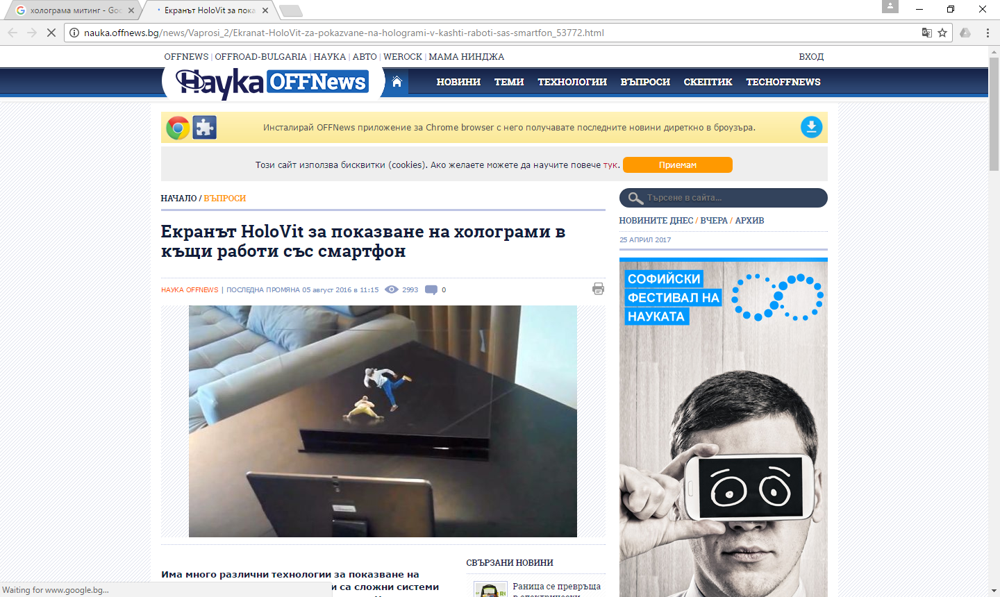 холограма митинг - Goo
Екранът HoloVit за пока
nauka.offnews.bg/news/Vaprosi_2/Ekranat-HoloVit-za-pokazvane-na-hologrami-v-kashti-raboti-sas-smartfon_53772.html
OFFNEWS | OFFROAD-BULGARIA | НАУКА | АВТО | WEROCK | МАМА НИНДЖА
ВХОД
Наука OFFNews
НОВИНИ ТЕМИ ТЕХНОЛОГИИ ВЪПРОСИ СКЕПТИК TECHOFFNEWS
Инсталирай OFFNews приложение за Chrome browser с него получавате последните новини диреткно в броузъра.
Този сайт използва бисквитки (cookies). Ако желаете можете да научите повече тук. Приемам
НАЧАЛО / ВЪПРОСИ
Екранът HoloVit за показване на холограми в
къщи работи със смартфон
НАУКА OFFNEWS | ПОСЛЕДНА ПРОМЯНА 05 август 2016 в 11:15 2993 0
Търсене в сайта...
НОВИНИТЕ ДНЕС / ВЧЕРА / АРХИВ
25 АПРИЛ 2017
СОФИЙСКИ
ФЕСТИВАЛ НА
НАУКАТА
Има много различни технологии за показване на
и са сложни системи
СВЪРЗАНИ НОВИНИ
Раница се превръща
в електрически
Waiting for www.google.bg...